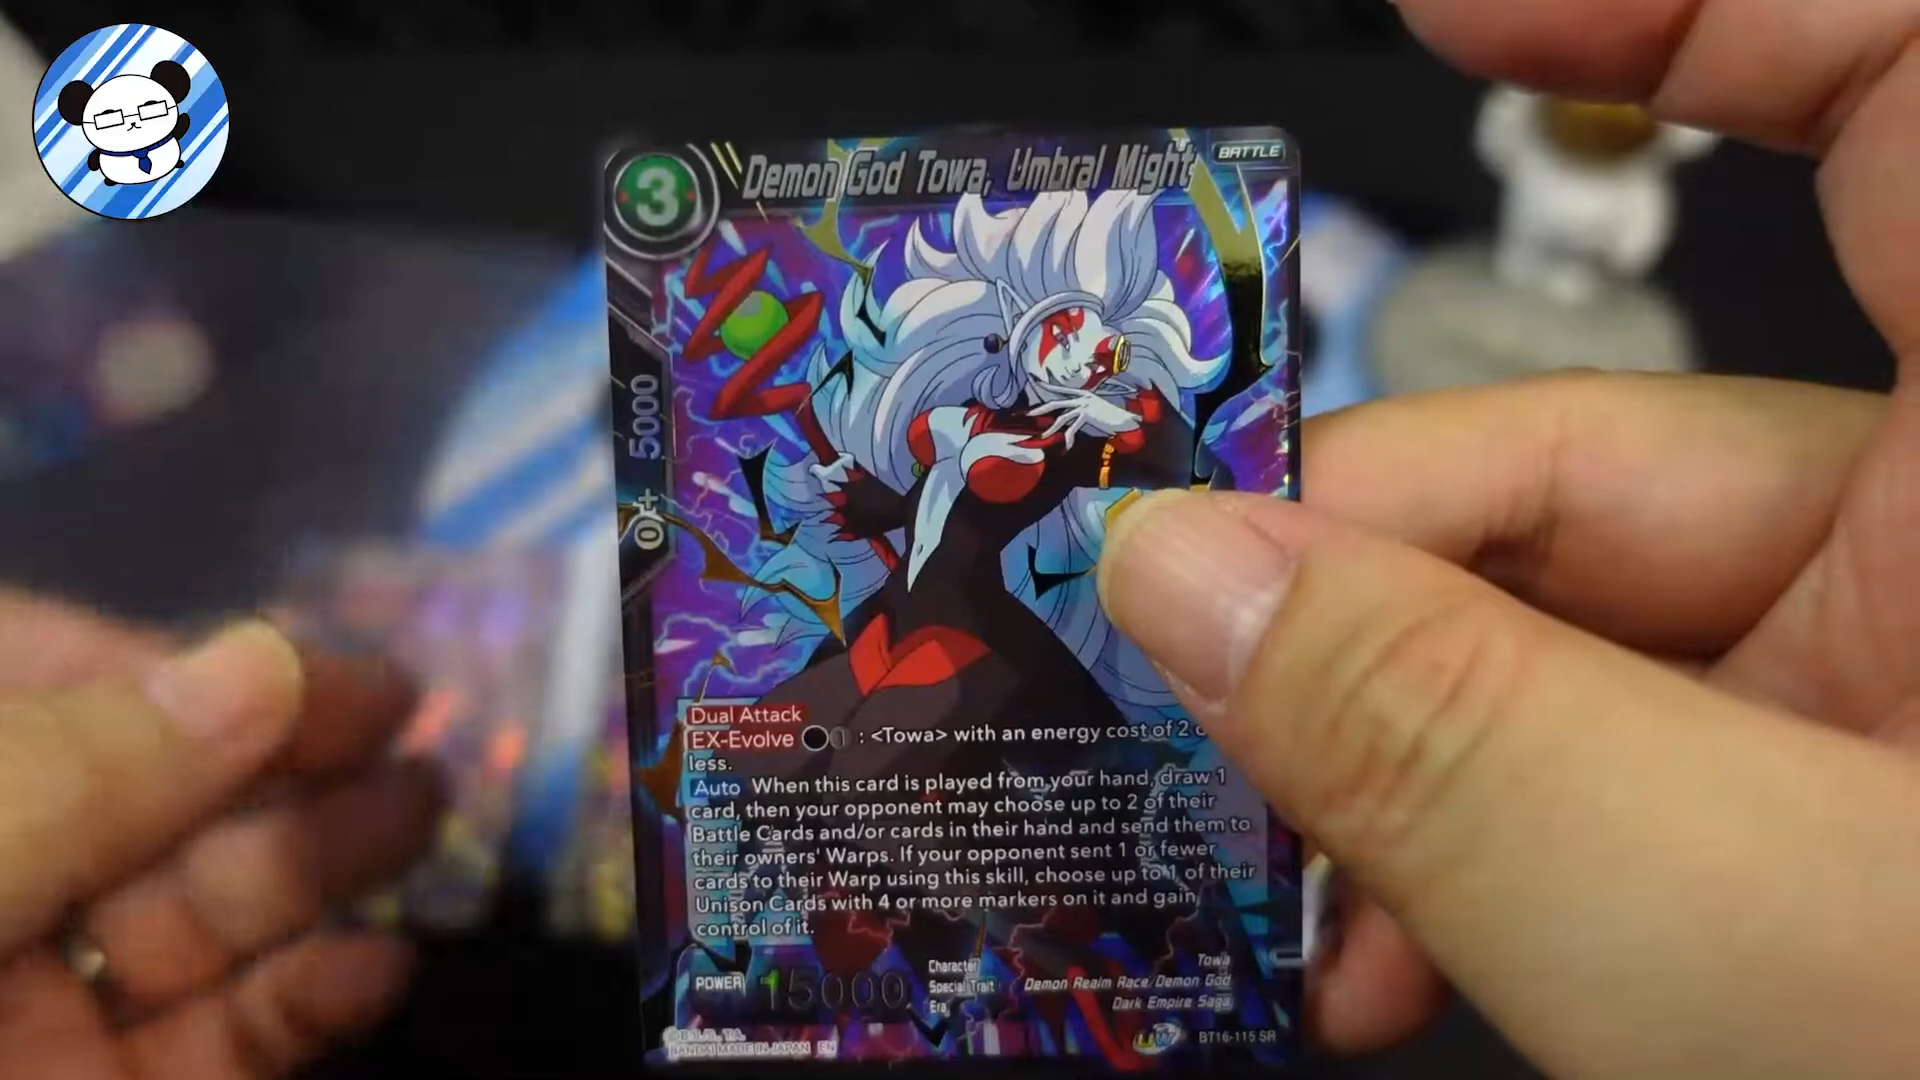 3
Demon God Towa, Umbral Might
BATTLE
5000
0+
Dual Attack
EX-Evolve 1 : <Towa> with an energy cost of 2
less.
Auto When this card is played from your hand, draw 1
card, then your opponent may choose up to 2 of their
Battle Cards and/or cards in their hand and send them to
their owners' Warps. If your opponent sent 1 or fewer
cards to their Warp using this skill, choose up to 1 of their
Unison Cards with 4 or more markers on it and gain
control of it.
POWER 15000
Character Towa
Special Trait Demon Realm Race/Demon God
Era Dark Empire Saga
BANDAI MADE IN JAPAN EN
UW7 BT16-115 SR